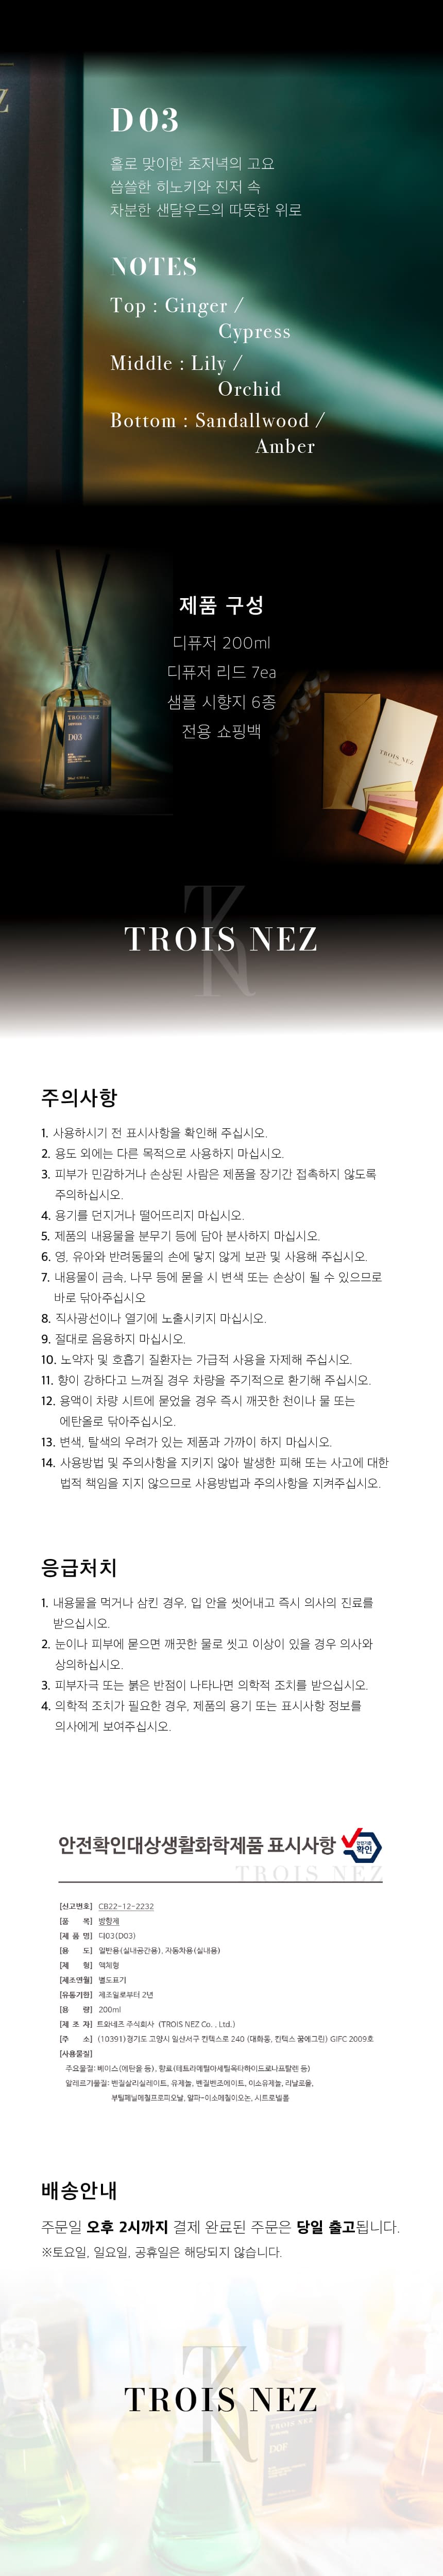 Z
D03
홀로 맞이한 초저녁의 고요
씁쓸한 히노키와 진저 속
차분한 샌달우드의 따뜻한 위로
NOTES
Top : Ginger /
Cypress
Middle : Lily /
Orchid
Bottom : Sandallwood /
Amber
제품 구성
디퓨저 200ml
디퓨저 리드 7ea
샘플 시향지 6종
전용 쇼핑백
TROIS NEZ
D03
TROIS NEZ
TROIS NEZ
주의사항
1. 사용하시기 전 표시사항을 확인해 주십시오.
2. 용도 외에는 다른 목적으로 사용하지 마십시오.
3. 피부가 민감하거나 손상된 사람은 제품을 장기간 접촉하지 않도록
주의하십시오.
4. 용기를 던지거나 떨어뜨리지 마십시오.
5. 제품의 내용물을 분무기 등에 담아 분사하지 마십시오.
6. 영, 유아와 반려동물의 손에 닿지 않게 보관 및 사용해 주십시오.
7. 내용물이 금속, 나무 등에 묻을 시 변색 또는 손상이 될 수 있으므로
바로 닦아주십시오
8. 직사광선이나 열기에 노출시키지 마십시오.
9. 절대로 음용하지 마십시오.
10. 노약자 및 호흡기 질환자는 가급적 사용을 자제해 주십시오.
11. 향이 강하다고 느껴질 경우 차량을 주기적으로 환기해 주십시오.
12. 용액이 차량 시트에 묻었을 경우 즉시 깨끗한 천이나 물 또는
에탄올로 닦아주십시오.
13. 변색, 탈색의 우려가 있는 제품과 가까이 하지 마십시오.
14. 사용방법 및 주의사항을 지키지 않아 발생한 피해 또는 사고에 대한
법적 책임을 지지 않으므로 사용방법과 주의사항을 지켜주십시오.
응급처치
1. 내용물을 먹거나 삼킨 경우, 입 안을 씻어내고 즉시 의사의 진료를
받으십시오.
2. 눈이나 피부에 묻으면 깨끗한 물로 씻고 이상이 있을 경우 의사와
상의하십시오.
3. 피부자극 또는 붉은 반점이 나타나면 의학적 조치를 받으십시오.
4. 의학적 조치가 필요한 경우, 제품의 용기 또는 표시사항 정보를
의사에게 보여주십시오.
안전확인대상생활화학제품 표시사항
안전기준
확인
TROIS NEZ
[신고번호] CB22-12-2232
[품 목] 방향제
[제 품 명] 디03(D03)
[용 도] 일반용(실내공간용), 자동차용(실내용)
[제 형] 액체형
[제조연월] 별도표기
[유통기한] 제조일로부터 2년
[용 량] 200ml
[제 조 자] 트와네즈 주식회사 (TROIS NEZ Co. , Ltd.)
[주 소] (10391)경기도 고양시 일산서구 킨텍스로 240 (대화동, 킨텍스 꿈에그린) GIFC 2009호
[사용물질]
주요물질: 베이스(에탄올 등), 향료(테트라메틸아세틸옥타하이드로나프탈렌 등)
알레르기물질: 벤질살리실레이트, 유제놀, 벤질벤조에이트, 이소유제놀, 리날로울,
부틸페닐메칠프로피오날, 알파-이소메칠이오논, 시트로넬롤
배송안내
주문일 오후 2시까지 결제 완료된 주문은 당일 출고됩니다.
※토요일, 일요일, 공휴일은 해당되지 않습니다.
TROIS NEZ
TROIS NEZ
DOF